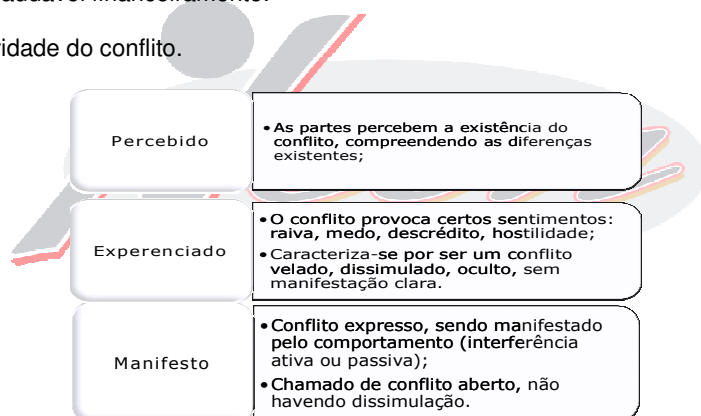 ridade do conflito.
Percebido
•As partes percebem a existência do
conflito, compreendendo as diferenças
existentes;
Experenciado
•O conflito provoca certos sentimentos:
raiva, medo, descrédito, hostilidade;
•Caracteriza-se por ser um conflito
velado, dissimulado, oculto, sem
manifestação clara.
Manifesto
•Conflito expresso, sendo manifestado
pelo comportamento (interferência
ativa ou passiva);
•Chamado de conflito aberto, não
havendo dissimulação.